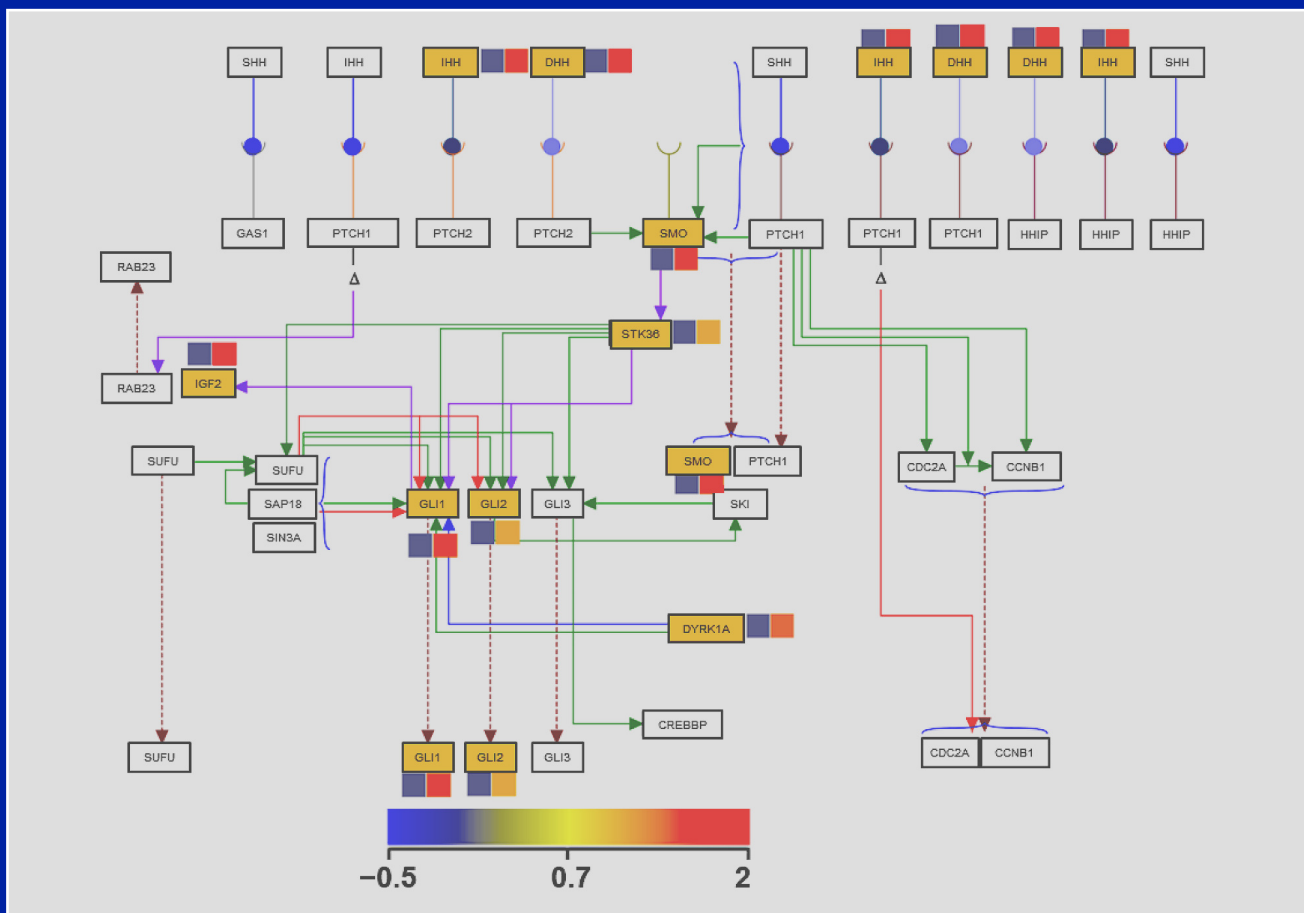 SHH IHH IHH DHH SHH IHH DHH DHH IHH SHH
GAS1 PTCH1 PTCH2 PTCH2 SMO PTCH1 PTCH1 PTCH1 HHIP HHIP HHIP
RAB23
Δ Δ
STK36
RAB23 IGF2
SUFU SUFU SMO PTCH1 CDC2A CCNB1
SAP18 GLI1 GLI2 GLI3 SKI
SIN3A
DYRK1A
CREBBP
SUFU GLI1 GLI2 GLI3 CDC2A CCNB1
−0.5 0.7 2